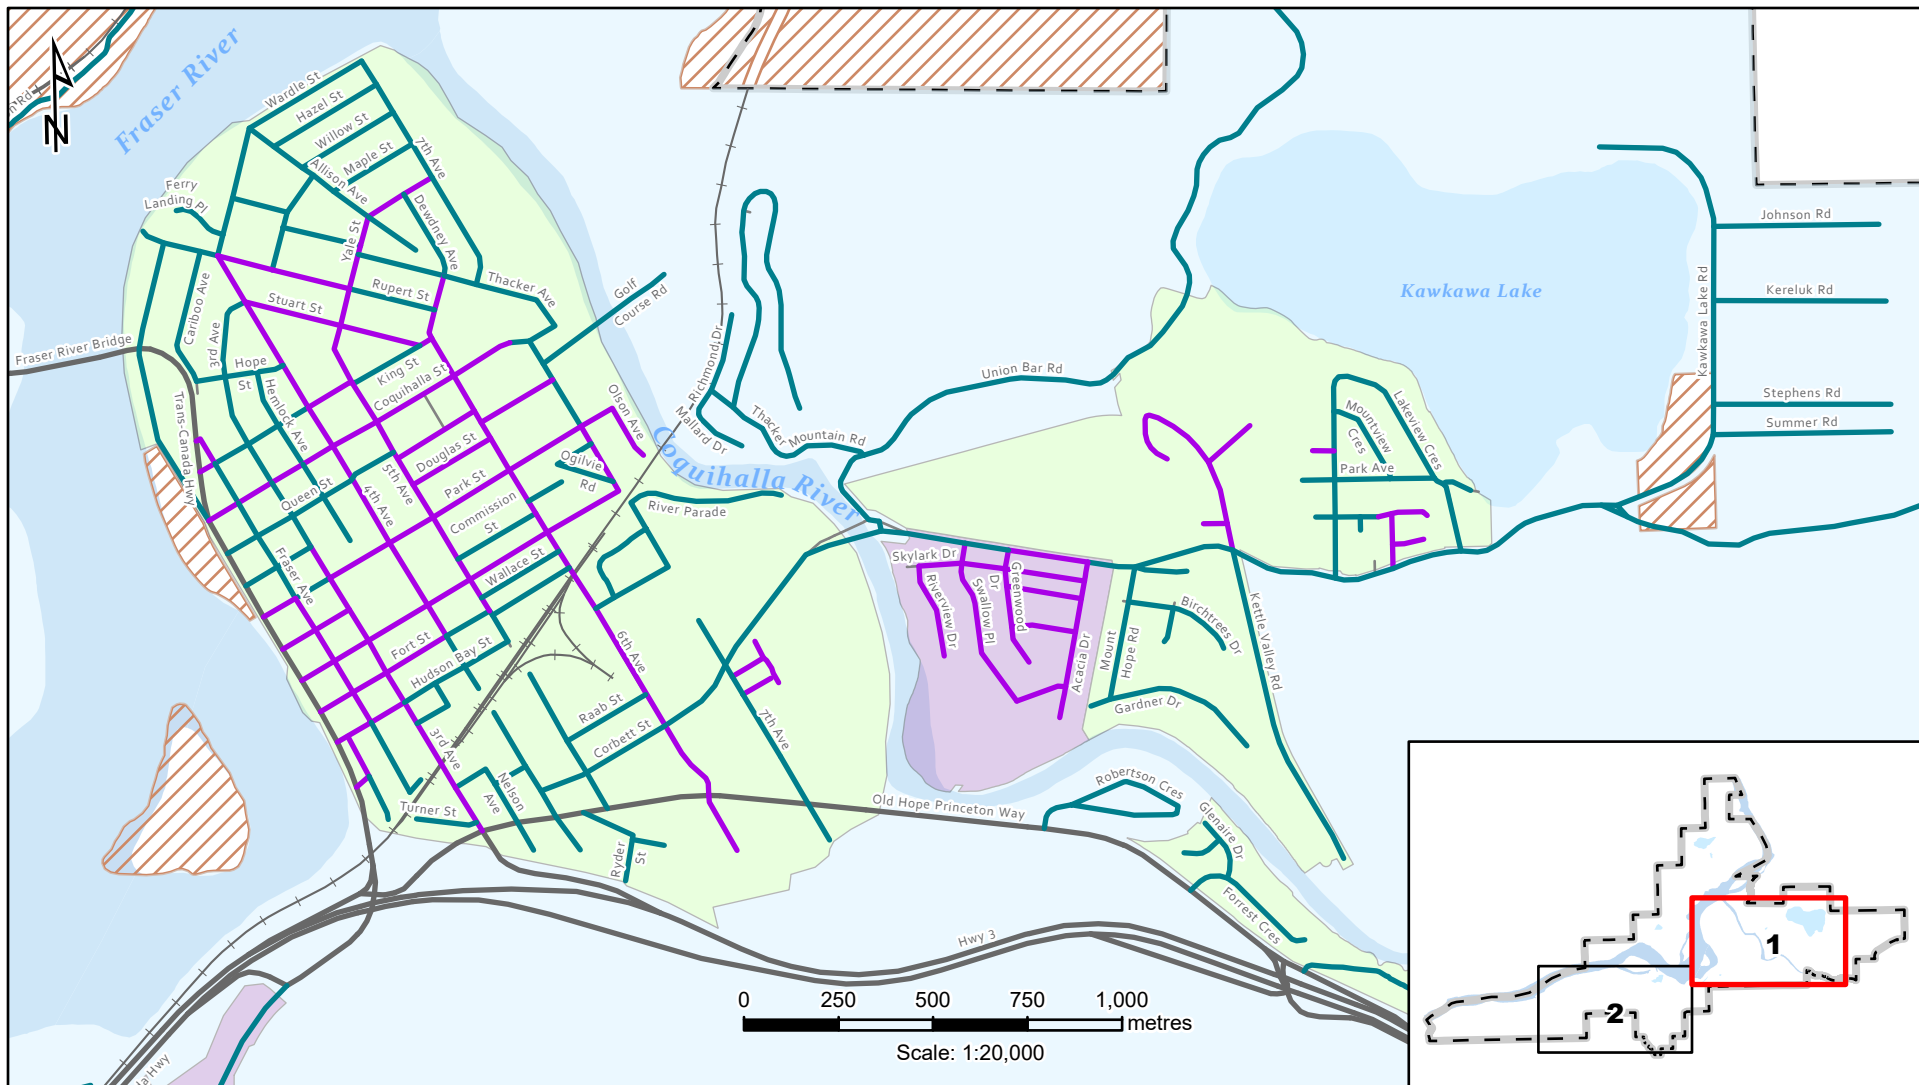 Fraser River
n Rd
N
Wardle St
Hazel St
Willow St
Maple St
Allison Ave
7th Ave
Ferry
Landing Pl
Yale St
Dewdney Ave
Cariboo Ave
Stuart St
Rupert St
Thacker Ave
Golf
Course Rd
Fraser River Bridge
3rd Ave
Hope
St
King St
Coquihalla St
Hemlock Ave
Trans-Canada Hwy
Olson Ave
Richmond Dr
Mallard Dr
Thacker
Mountain Rd
Union Bar Rd
Kawkawa Lake
Kawkawa Lake Rd
Johnson Rd
Kereluk Rd
Stephens Rd
Summer Rd
Lakeview Cres
Mountview
Cres
Park Ave
Coquihalla River
Douglas St
Park St
Ogilvie
Rd
5th Ave
4th Ave
Queen St
Commission
St
River Parade
Wallace St
Fraser Ave
Skylark Dr
Riverview Dr
Swallow Pl
Greenwood
Dr
Acacia Dr
Mount
Hope Rd
Birchtrees Dr
Kettle Valley Rd
Gardner Dr
Fort St
Hudson Bay St
6th Ave
Raab St
Corbett St
7th Ave
3rd Ave
Nelson
Ave
Turner St
Ryder
St
Old Hope Princeton Way
Robertson Cres
Glenaire Dr
Forrest Cres
Hwy 3
a Hwy
0 250 500 750 1,000
metres
Scale: 1:20,000
1
2